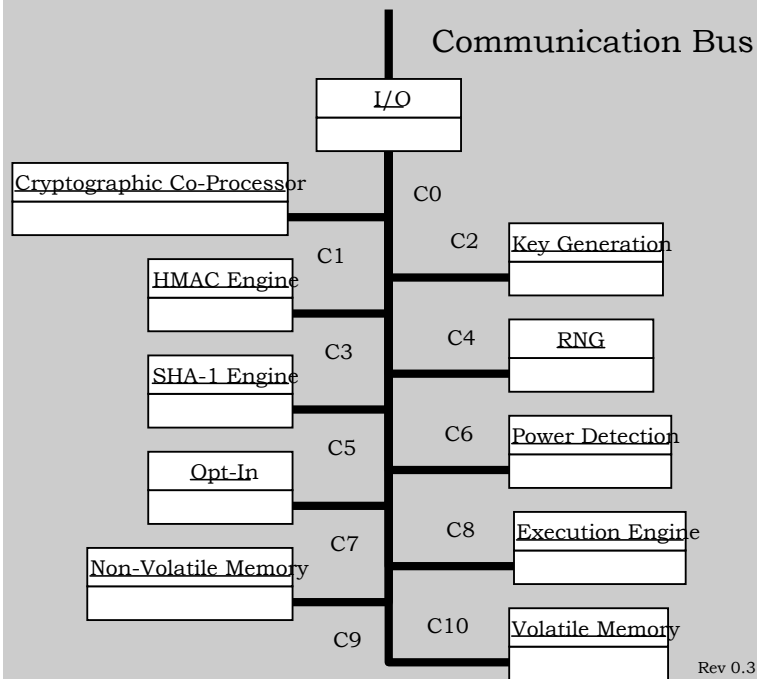 Communication Bus
I/O
Cryptographic Co-Processor
C0
C2
Key Generation
C1
HMAC Engine
C4
RNG
C3
SHA-1 Engine
C6
Power Detection
C5
Opt-In
C8
Execution Engine
C7
Non-Volatile Memory
C10
Volatile Memory
C9
Rev 0.3